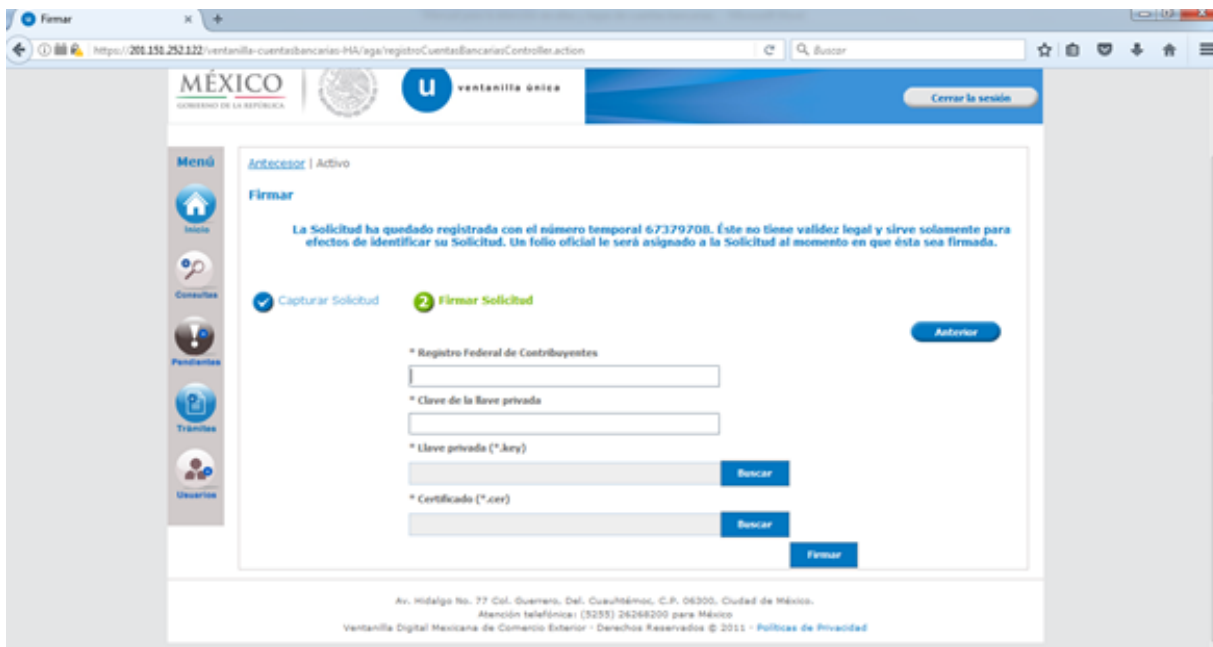 Firmar
https://201.151.252.122/ventanilla-cuentasbancarias-HA/aga/registroCuentasBancariasController.action
Buscar
MÉXICO
GOBIERNO DE LA REPÚBLICA
u
ventanilla única
Cerrar la sesión
Menú
Inicio
Consultas
Pendientes
Trámites
Usuarios
Antecesor | Activo
Firmar
La Solicitud ha quedado registrada con el número temporal 67379708. Éste no tiene validez legal y sirve solamente para
efectos de identificar su Solicitud. Un folio oficial le será asignado a la Solicitud al momento en que ésta sea firmada.
Capturar Solicitud
2 Firmar Solicitud
Anterior
* Registro Federal de Contribuyentes
* Clave de la llave privada
* Llave privada (*.key)
Buscar
* Certificado (*.cer)
Buscar
Firmar
Av. Hidalgo No. 77 Col. Guerrero, Del. Cuauhtémoc, C.P. 06300, Ciudad de México.
Atención telefónica: (5255) 26268200 para México
Ventanilla Digital Mexicana de Comercio Exterior - Derechos Reservados © 2011 - Políticas de Privacidad